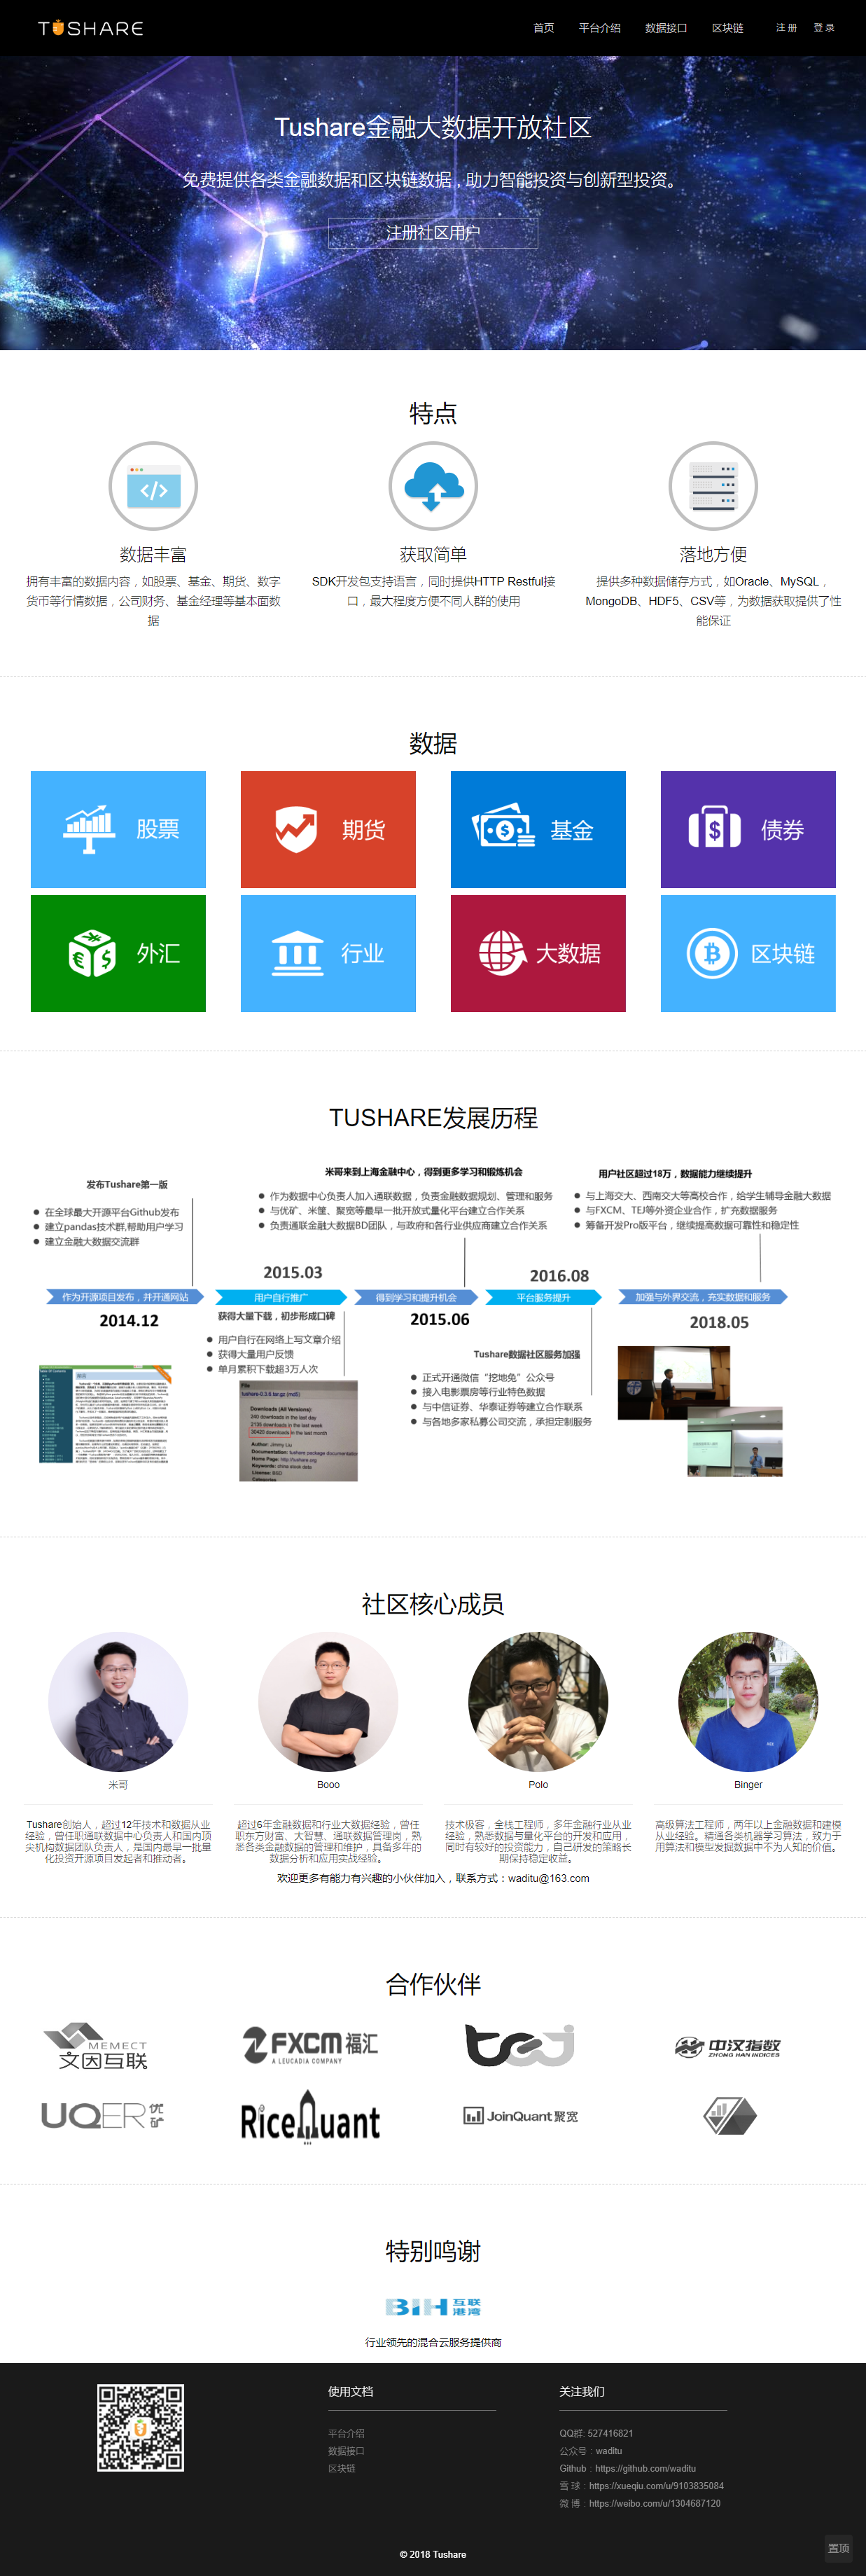 TUSHARE
首页 平台介绍 数据接口 区块链 注 册 登 录
Tushare金融大数据开放社区
免费提供各类金融数据和区块链数据，助力智能投资与创新型投资。
注册社区用户
特点
数据丰富
拥有丰富的数据内容，如股票、基金、期货、数字
货币等行情数据，公司财务、基金经理等基本面数
据
获取简单
SDK开发包支持语言，同时提供HTTP Restful接
口，最大程度方便不同人群的使用
落地方便
提供多种数据储存方式，如Oracle、MySQL，
MongoDB、HDF5、CSV等，为数据获取提供了性
能保证
数据
股票
期货
基金
债券
外汇
行业
大数据
区块链
TUSHARE发展历程
发布Tushare第一版
在全球最大开源平台Github发布
建立pandas技术群,帮助用户学习
建立金融大数据交流群
米哥来到上海金融中心，得到更多学习和锻炼机会
作为数据中心负责人加入通联数据，负责金融数据规划、管理和服务
与优矿、米筐、聚宽等最早一批开放式量化平台建立合作关系
负责通联金融大数据BD团队，与政府和各行业供应商建立合作关系
用户社区超过18万，数据能力继续提升
与上海交大、西南交大等高校合作，给学生辅导金融大数据
与FXCM、TEJ等外资企业合作，扩充数据服务
筹备开发Pro版平台，继续提高数据可靠性和稳定性
2015.03
2016.08
作为开源项目发布，并开通网站
用户自行推广
得到学习和提升机会
平台服务提升
加强与外界交流，充实数据和服务
2014.12
2015.06
2018.05
获得大量下载，初步形成口碑
用户自行在网络上写文章介绍
获得大量用户反馈
单月累积下载超3万人次
Tushare数据社区服务加强
正式开通微信“挖地兔”公众号
接入电影票房等行业特色数据
与中信证券、华泰证券等建立合作联系
与各地多家私募公司交流，承担定制服务
File
tushare-0.3.6.tar.gz (md5)
Downloads (All Versions):
240 downloads in the last day
2135 downloads in the last week
30420 downloads in the last month
Author: Jimmy Liu
Documentation: tushare package documentation
Home Page: http://tushare.org
Keywords: china stock data
License: BSD
Categories
社区核心成员
米哥
Tushare创始人，超过12年技术和数据从业
经验，曾任职通联数据中心负责人和国内顶
尖机构数据团队负责人，是国内最早一批量
化投资开源项目发起者和推动者。
Booo
超过6年金融数据和行业大数据经验，曾任
职东方财富、大智慧、通联数据管理岗，熟
悉各类金融数据的管理和维护，具备多年的
数据分析和应用实战经验。
Polo
技术极客，全栈工程师，多年金融行业从业
经验，熟悉数据与量化平台的开发和应用，
同时有较好的投资能力，自己研发的策略长
期保持稳定收益。
Binger
高级算法工程师，两年以上金融数据和建模
从业经验。精通各类机器学习算法，致力于
用算法和模型发掘数据中不为人知的价值。
欢迎更多有能力有兴趣的小伙伴加入，联系方式：waditu@163.com
合作伙伴
MEMECT
文因互联
FXCM 福汇
A LEUCADIA COMPANY
tej
中汉指数
ZHONG HAN INDICES
UQER 优矿
RiceQuant
JoinQuant 聚宽
特别鸣谢
BIH 互联港湾
行业领先的混合云服务提供商
使用文档
平台介绍
数据接口
区块链
关注我们
QQ群: 527416821
公众号：waditu
Github：https://github.com/waditu
雪 球：https://xueqiu.com/u/9103835084
微 博：https://weibo.com/u/1304687120
置顶
© 2018 Tushare